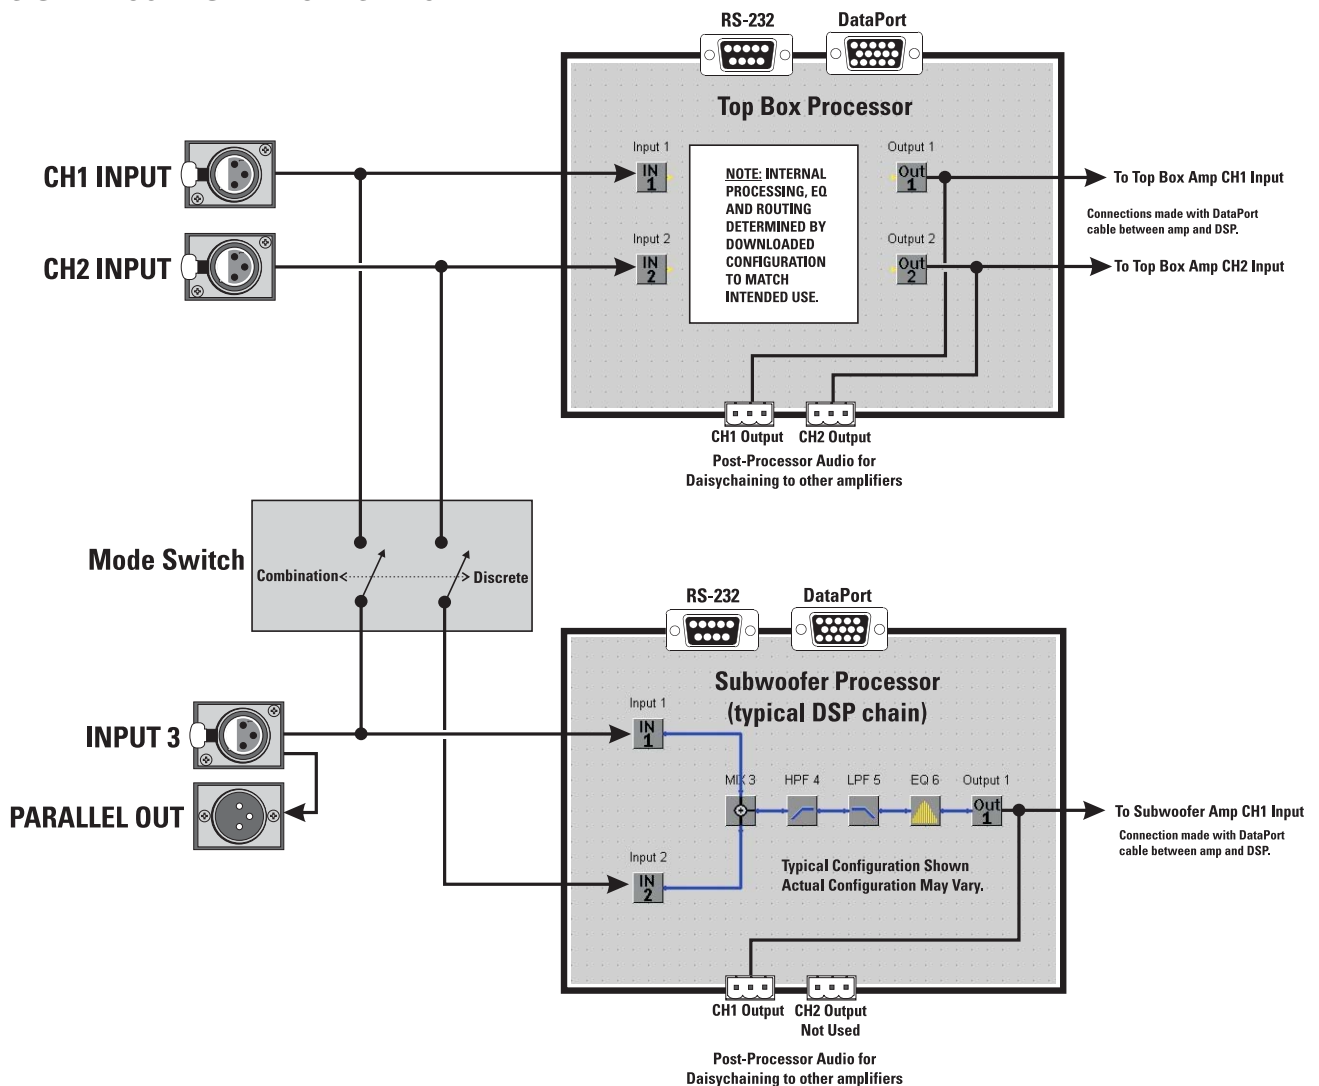 RS-232
DataPort
Top Box Processor
CH1 INPUT
Input 1
IN
1
NOTE: INTERNAL
PROCESSING, EQ
AND ROUTING
DETERMINED BY
DOWNLOADED
CONFIGURATION
TO MATCH
INTENDED USE.
Output 1
Out
1
To Top Box Amp CH1 Input
Connections made with DataPort
cable between amp and DSP.
CH2 INPUT
Input 2
IN
2
Output 2
Out
2
To Top Box Amp CH2 Input
CH1 Output
CH2 Output
Post-Processor Audio for
Daisychaining to other amplifiers
Mode Switch
Combination
Discrete
RS-232
DataPort
Subwoofer Processor
(typical DSP chain)
INPUT 3
Input 1
IN
1
MIX 3
HPF 4
LPF 5
EQ 6
Output 1
Out
1
PARALLEL OUT
To Subwoofer Amp CH1 Input
Connection made with DataPort
cable between amp and DSP.
Input 2
IN
2
Typical Configuration Shown
Actual Configuration May Vary.
CH1 Output
CH2 Output
Not Used
Post-Processor Audio for
Daisychaining to other amplifiers